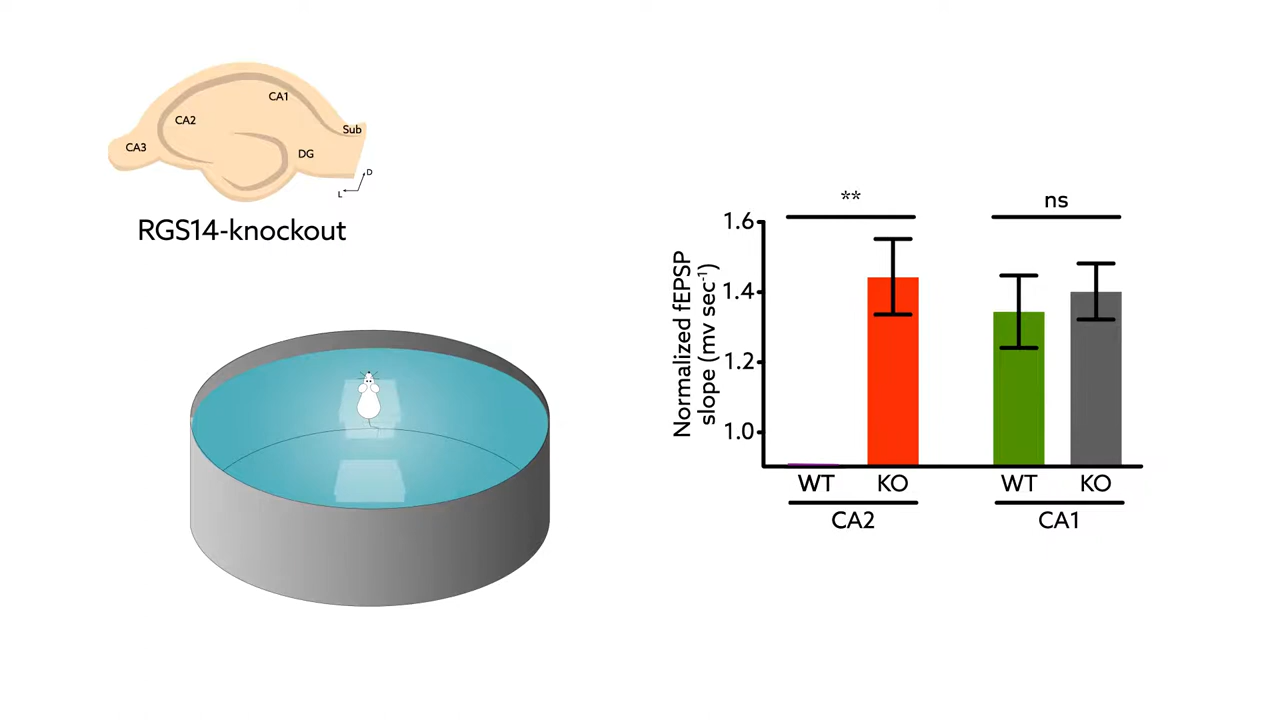 CA1
CA2
Sub
CA3
DG
D
L
RGS14-knockout
** ns
Normalized fEPSP
slope (mv sec⁻¹)
1.6
1.4
1.2
1.0
WT KO WT KO
CA2 CA1